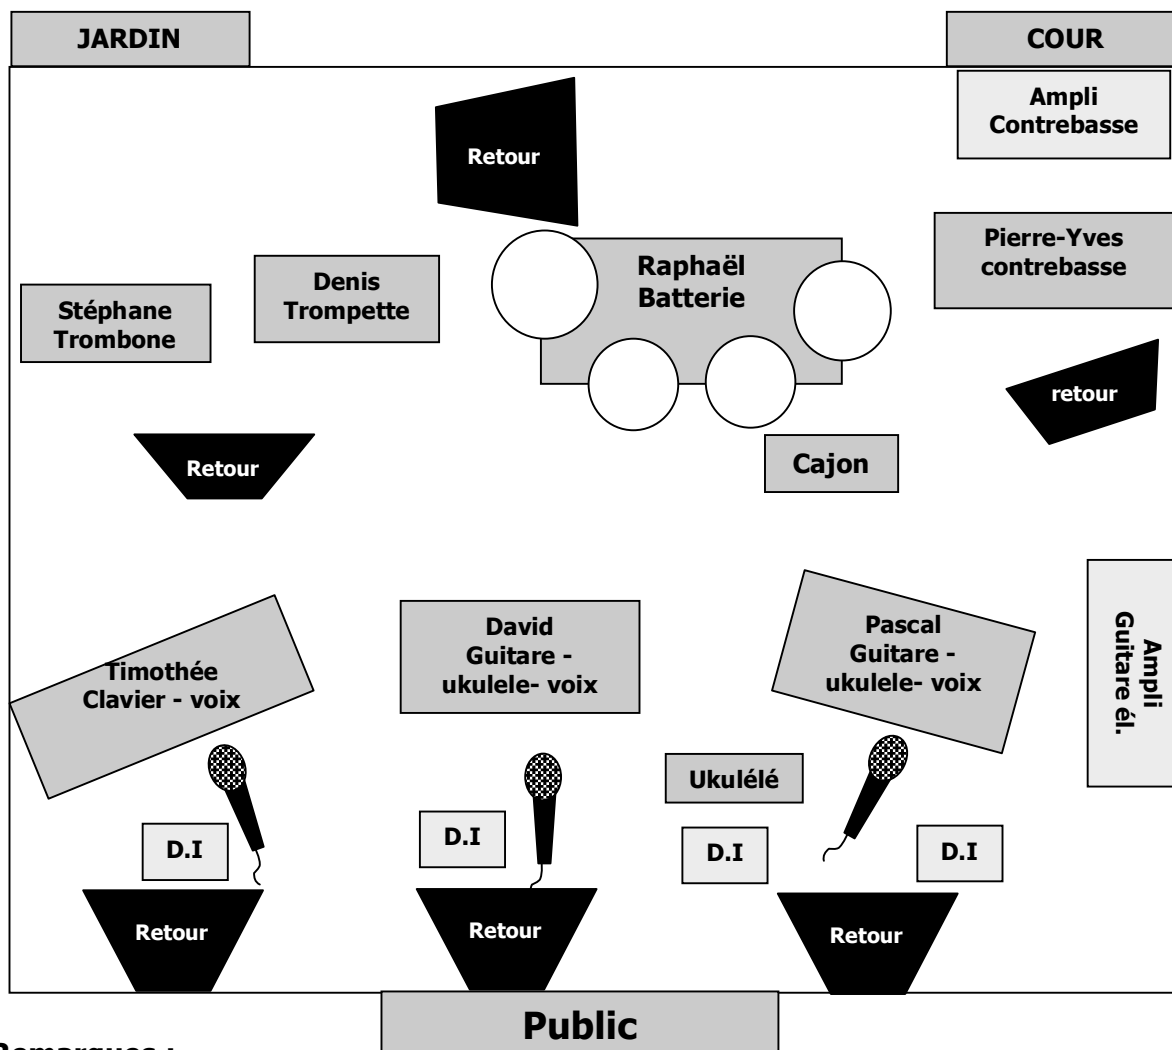 JARDIN
COUR
Ampli
Contrebasse
Retour
Pierre-Yves
contrebasse
Raphaël
Batterie
Denis
Trompette
Stéphane
Trombone
retour
Retour
Cajon
Timothée
Clavier - voix
David
Guitare -
ukulele- voix
Pascal
Guitare -
ukulele- voix
Ampli
Guitare él.
Ukulélé
D.I
D.I
D.I
D.I
Retour
Retour
Retour
Public
Remarques :